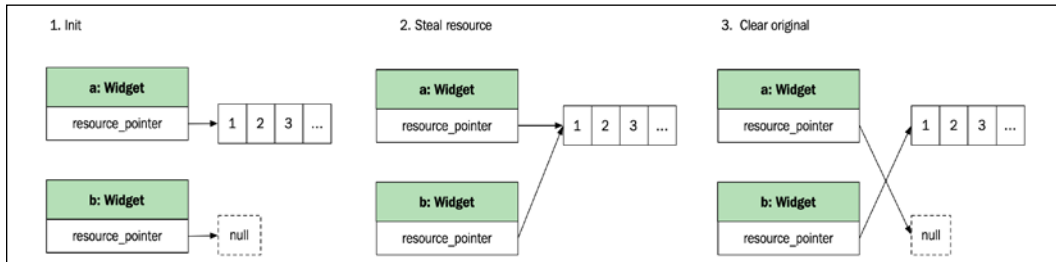 1. Init
a: Widget
resource_pointer
1 2 3 ...
b: Widget
resource_pointer
null
2. Steal resource
a: Widget
resource_pointer
1 2 3 ...
b: Widget
resource_pointer
3. Clear original
a: Widget
resource_pointer
1 2 3 ...
b: Widget
resource_pointer
null